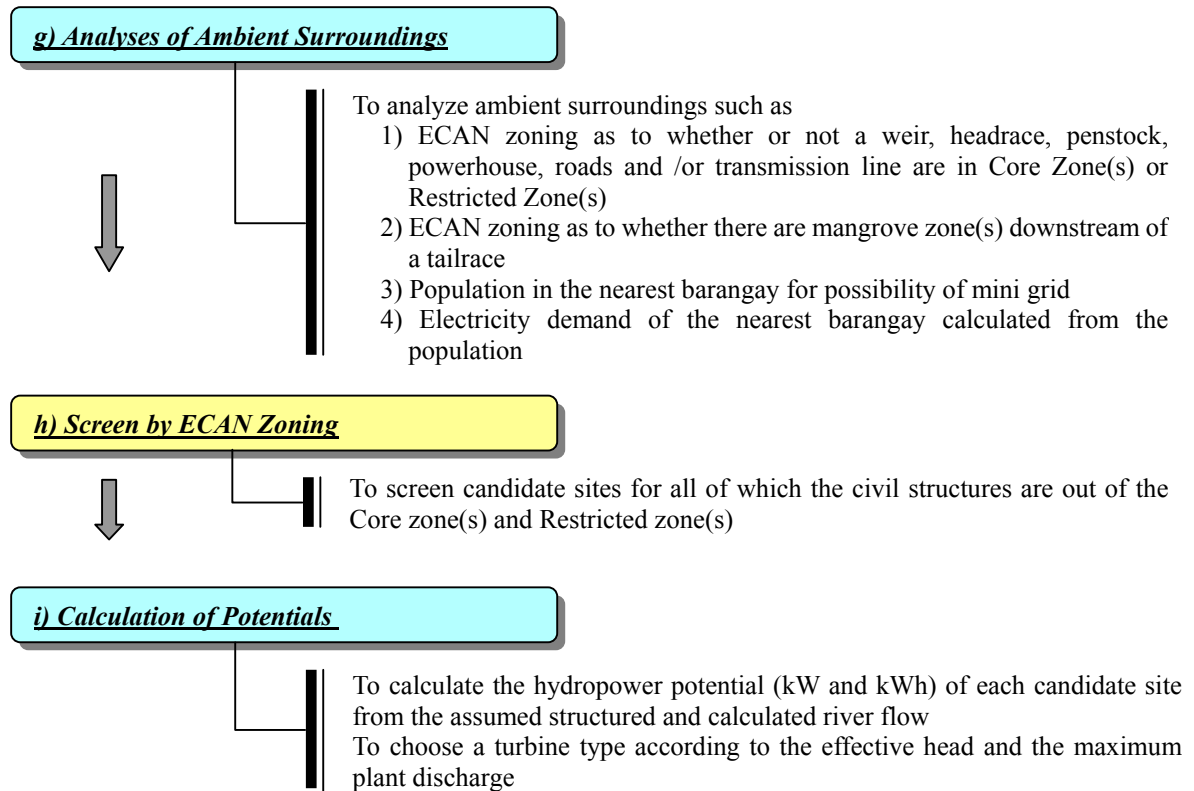 g) Analyses of Ambient Surroundings
To analyze ambient surroundings such as
1) ECAN zoning as to whether or not a weir, headrace, penstock,
powerhouse, roads and /or transmission line are in Core Zone(s) or
Restricted Zone(s)
2) ECAN zoning as to whether there are mangrove zone(s) downstream of
a tailrace
3) Population in the nearest barangay for possibility of mini grid
4) Electricity demand of the nearest barangay calculated from the
population
h) Screen by ECAN Zoning
To screen candidate sites for all of which the civil structures are out of the
Core zone(s) and Restricted zone(s)
i) Calculation of Potentials
To calculate the hydropower potential (kW and kWh) of each candidate site
from the assumed structured and calculated river flow
To choose a turbine type according to the effective head and the maximum
plant discharge